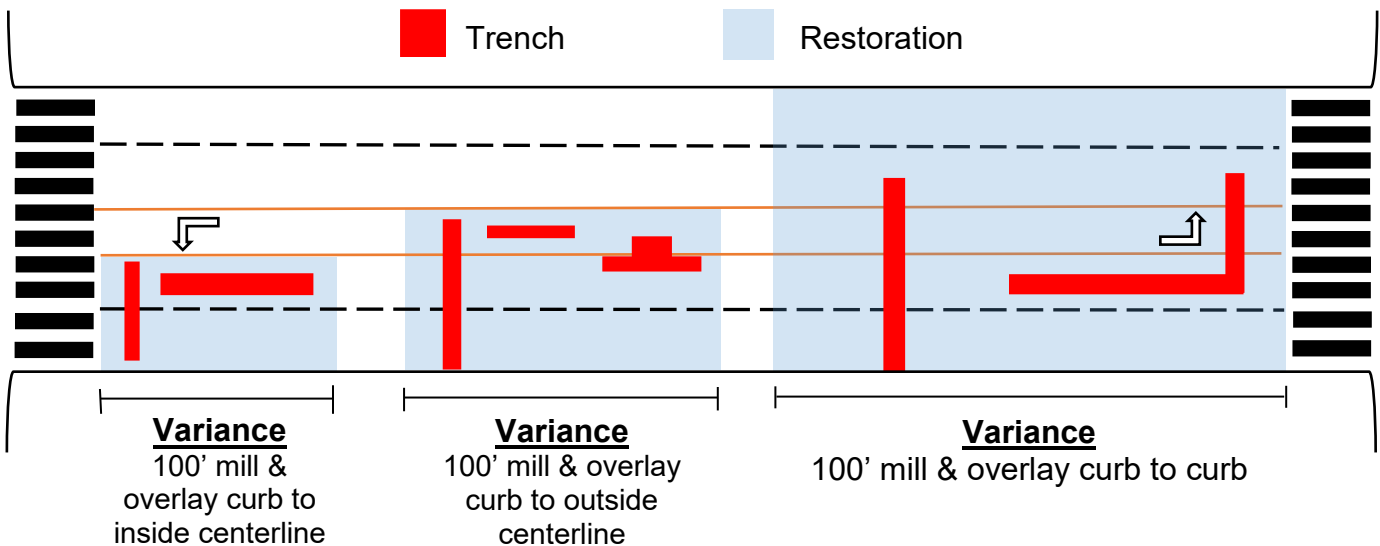 Trench
Restoration
Variance
100’ mill &
overlay curb to
inside centerline
Variance
100’ mill & overlay
curb to outside
centerline
Variance
100’ mill & overlay curb to curb